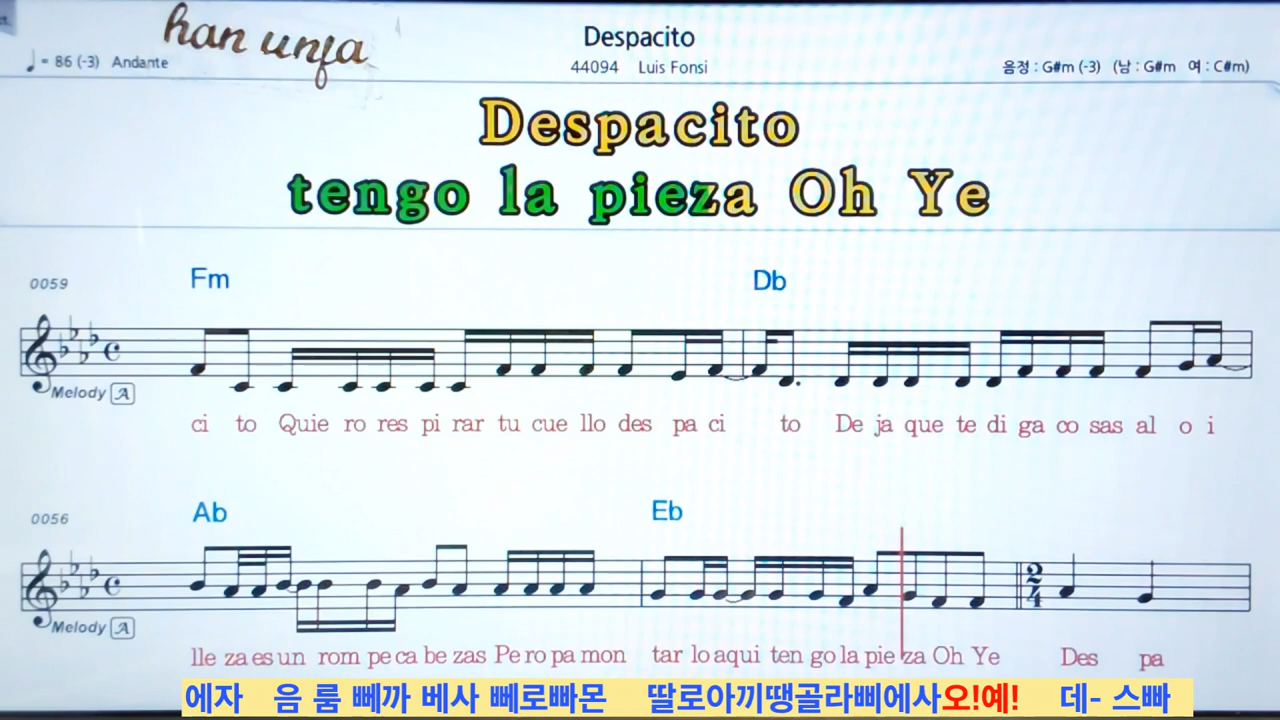 han unfa
Despacito
♩ = 86 (-3) Andante
44094 Luis Fonsi
음정 : G#m (-3) (남 : G#m 여 : C#m)
Despacito
tengo la pieza Oh Ye
0059
Fm Db
Melody A
ci to Quie ro res pi rar tu cue llo des pa ci to De ja que te di ga co sas al o i
0056
Ab Eb
2
4
Melody A
lle za es un rom pe ca be zas Pe ro pa mon tar lo aqui ten go la pie za Oh Ye Des pa
에자 음 룸 뻬까 베사 뻬로빠몬 딸로아끼땡골라삐에사오!예! 데- 스빠